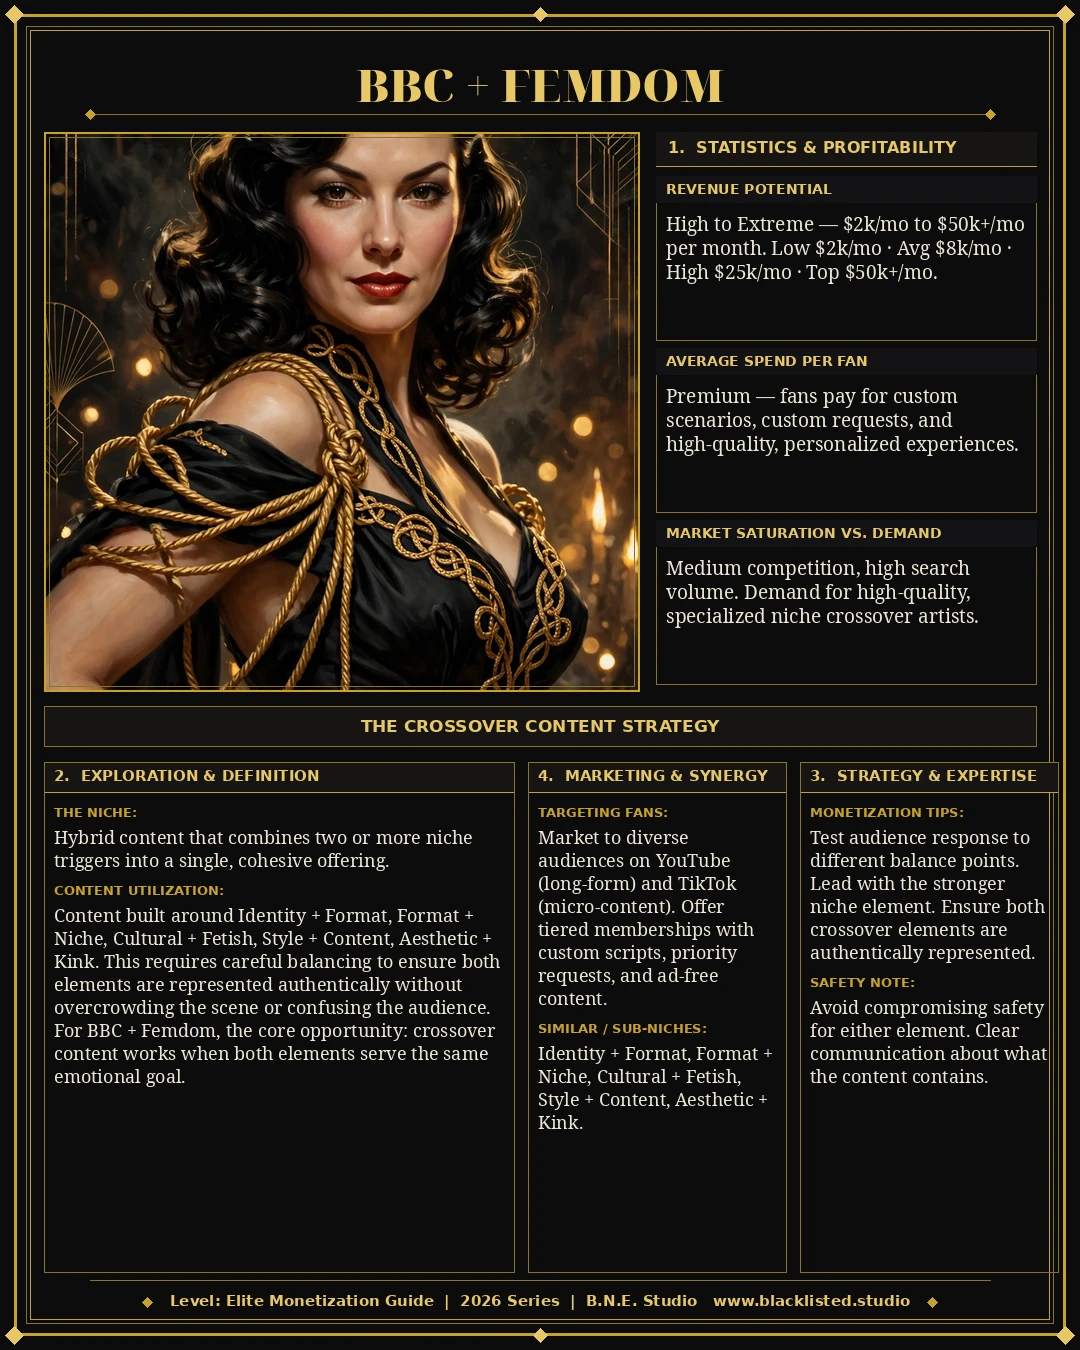 BBC + FEMDOM
1. STATISTICS & PROFITABILITY
REVENUE POTENTIAL
High to Extreme — $2k/mo to $50k+/mo
per month. Low $2k/mo · Avg $8k/mo ·
High $25k/mo · Top $50k+/mo.
AVERAGE SPEND PER FAN
Premium — fans pay for custom
scenarios, custom requests, and
high-quality, personalized experiences.
MARKET SATURATION VS. DEMAND
Medium competition, high search
volume. Demand for high-quality,
specialized niche crossover artists.
THE CROSSOVER CONTENT STRATEGY
2. EXPLORATION & DEFINITION
THE NICHE:
Hybrid content that combines two or more niche
triggers into a single, cohesive offering.
CONTENT UTILIZATION:
Content built around Identity + Format, Format +
Niche, Cultural + Fetish, Style + Content, Aesthetic +
Kink. This requires careful balancing to ensure both
elements are represented authentically without
overcrowding the scene or confusing the audience.
For BBC + Femdom, the core opportunity: crossover
content works when both elements serve the same
emotional goal.
4. MARKETING & SYNERGY
TARGETING FANS:
Market to diverse
audiences on YouTube
(long-form) and TikTok
(micro-content). Offer
tiered memberships with
custom scripts, priority
requests, and ad-free
content.
SIMILAR / SUB-NICHES:
Identity + Format, Format +
Niche, Cultural + Fetish,
Style + Content, Aesthetic +
Kink.
3. STRATEGY & EXPERTISE
MONETIZATION TIPS:
Test audience response to
different balance points.
Lead with the stronger
niche element. Ensure both
crossover elements are
authentically represented.
SAFETY NOTE:
Avoid compromising safety
for either element. Clear
communication about what
the content contains.
Level: Elite Monetization Guide | 2026 Series | B.N.E. Studio www.blacklisted.studio